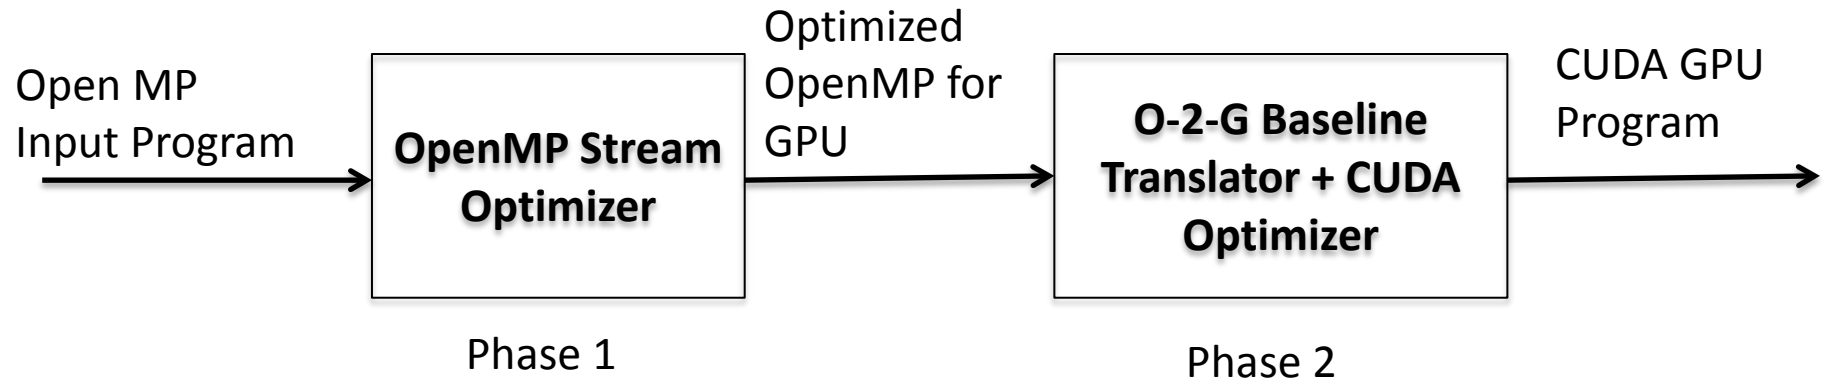 Open MP
Input Program
OpenMP Stream
Optimizer
Phase 1
Optimized
OpenMP for
GPU
O-2-G Baseline
Translator + CUDA
Optimizer
Phase 2
CUDA GPU
Program